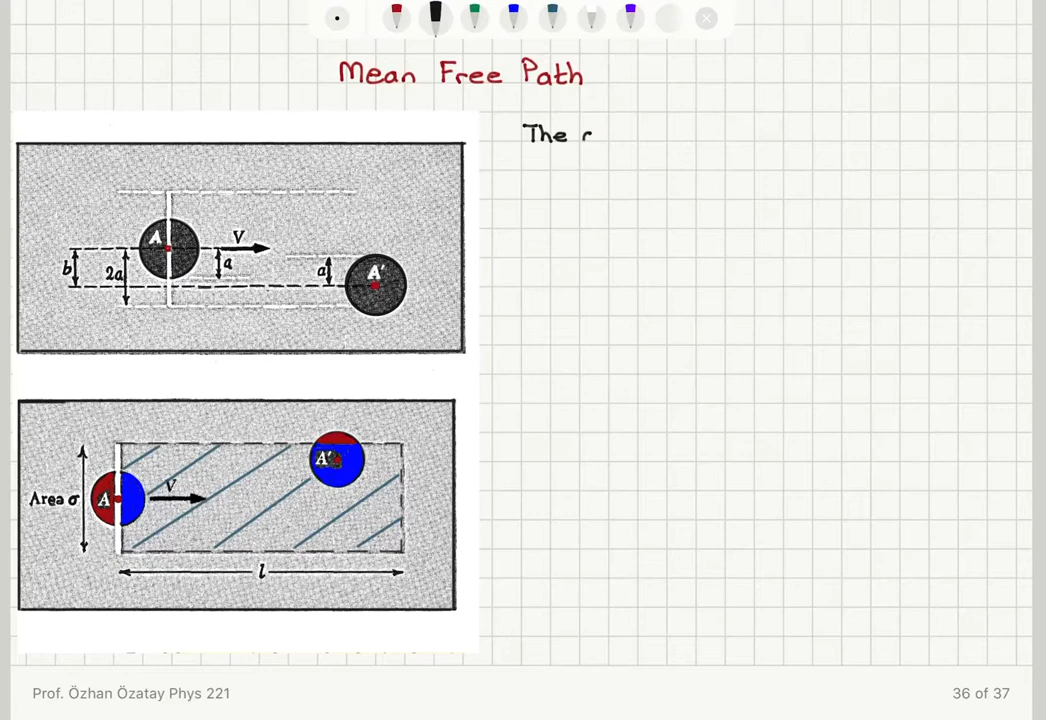 Mean Free Path
The r
A
V
b
2a
a
a
A'
Area σ
A
V
A'
l
Prof. Özhan Özatay Phys 221
36 of 37